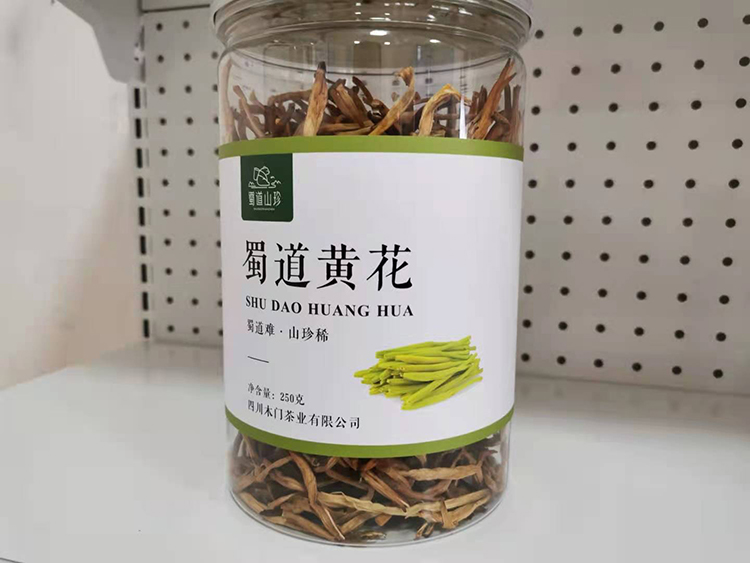 蜀道山珍
蜀道黄花
SHU DAO HUANG HUA
蜀道难·山珍稀
净含量：250克
四川木门茶业有限公司